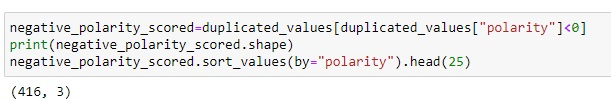 negative_polarity_scored=duplicated_values[duplicated_values["polarity"]<0]
print(negative_polarity_scored.shape)
negative_polarity_scored.sort_values(by="polarity").head(25)
(416, 3)